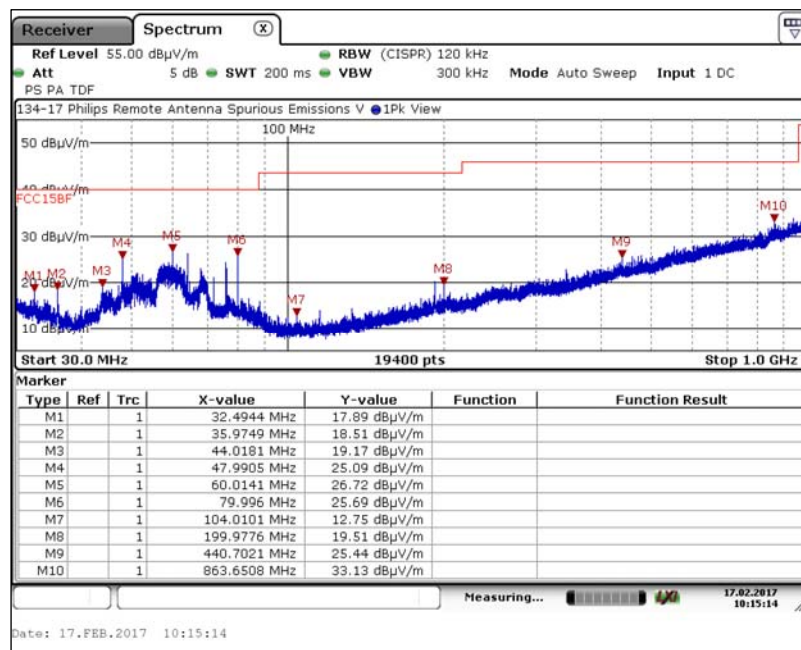 Receiver Spectrum X
Ref Level 55.00 dBµV/m RBW (CISPR) 120 kHz
Att 5 dB SWT 200 ms VBW 300 kHz Mode Auto Sweep Input 1 DC
PS PA TDF
134-17 Philips Remote Antenna Spurious Emissions V 1Pk View
100 MHz
50 dBµV/m
40 dBµV/m
FCC15BF
M10
30 dBµV/m
M4 M5 M6 M9
M1 M2 M3 M8
20 dBµV/m
M7
10 dBµV/m
Start 30.0 MHz 19400 pts Stop 1.0 GHz
Marker
Type Ref Trc X-value Y-value Function Function Result
M1 1 32.4944 MHz 17.89 dBµV/m
M2 1 35.9749 MHz 18.51 dBµV/m
M3 1 44.0181 MHz 19.17 dBµV/m
M4 1 47.9905 MHz 25.09 dBµV/m
M5 1 60.0141 MHz 26.72 dBµV/m
M6 1 79.996 MHz 25.69 dBµV/m
M7 1 104.0101 MHz 12.75 dBµV/m
M8 1 199.9776 MHz 19.51 dBµV/m
M9 1 440.7021 MHz 25.44 dBµV/m
M10 1 863.6508 MHz 33.13 dBµV/m
Measuring... LXI 17.02.2017
10:15:14
Date: 17.FEB.2017 10:15:14